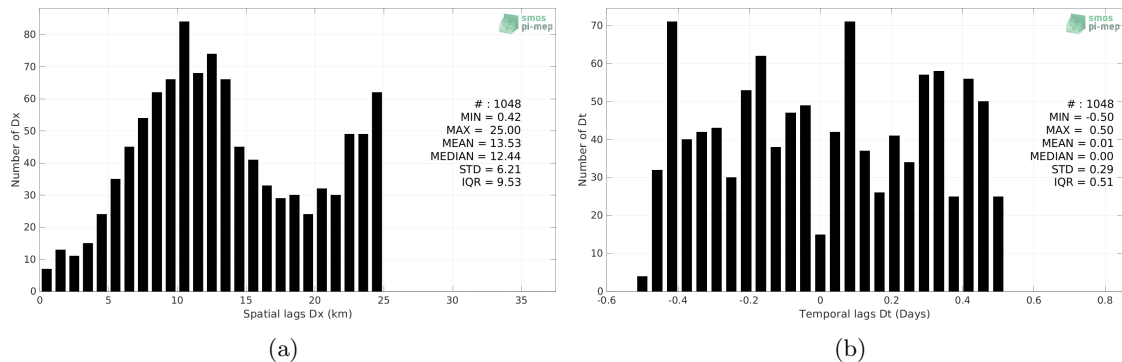 smos
pi-mep
80
70
60
50
40
30
20
10
0
Number of Dx
# : 1048
MIN = 0.42
MAX = 25.00
MEAN = 13.53
MEDIAN = 12.44
STD = 6.21
IQR = 9.53
0 5 10 15 20 25 30 35
Spatial lags Dx (km)
(a)
smos
pi-mep
70
60
50
40
30
20
10
0
Number of Dt
# : 1048
MIN = -0.50
MAX = 0.50
MEAN = 0.01
MEDIAN = 0.00
STD = 0.29
IQR = 0.51
-0.6 -0.4 -0.2 0 0.2 0.4 0.6 0.8
Temporal lags Dt (Days)
(b)